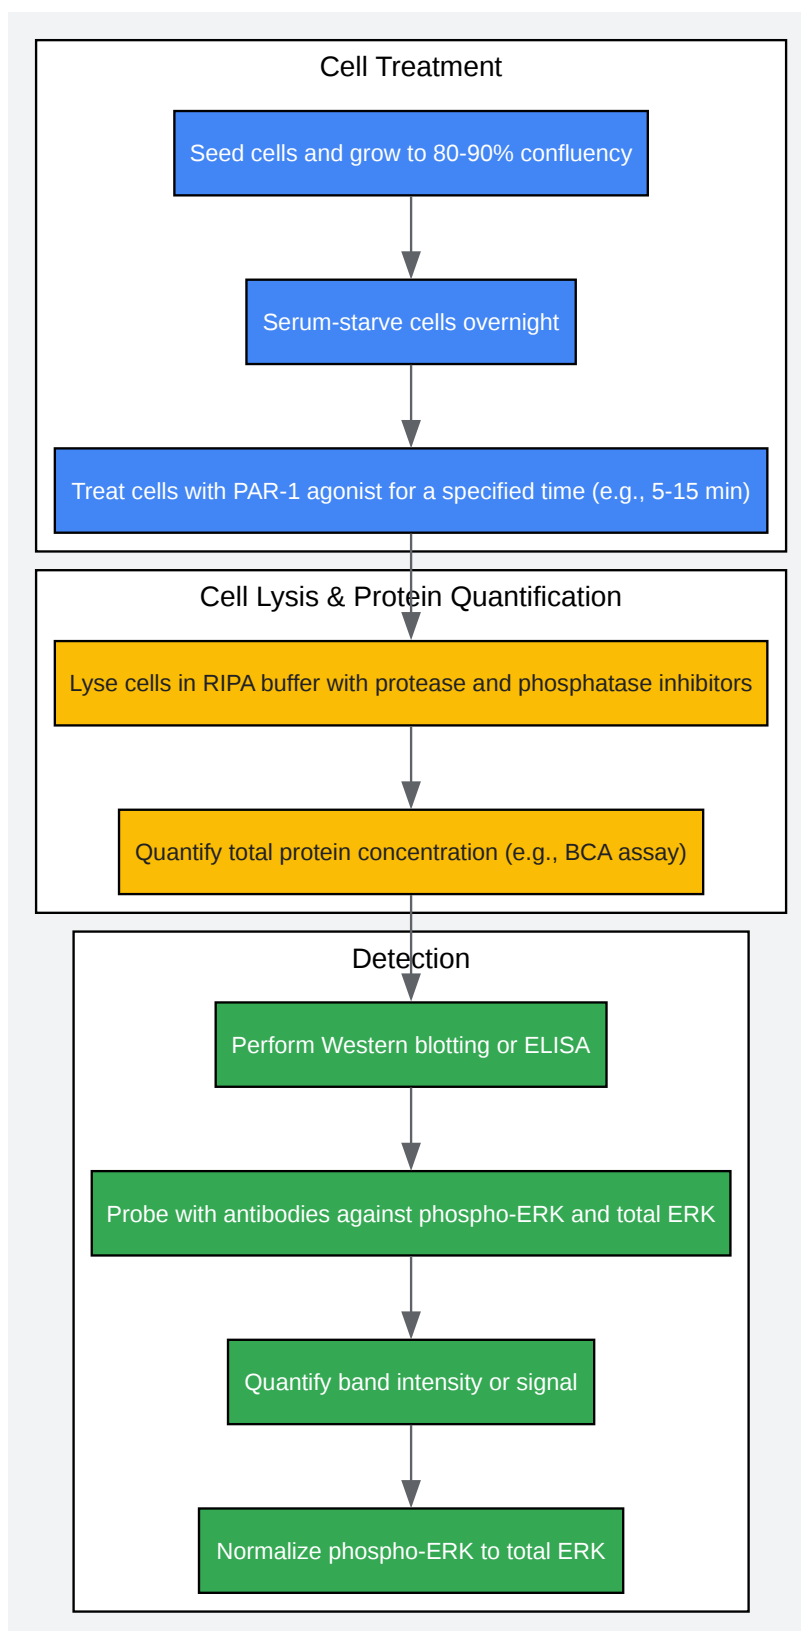 Cell Treatment
Seed cells and grow to 80-90% confluency
Serum-starve cells overnight
Treat cells with PAR-1 agonist for a specified time (e.g., 5-15 min)
Cell Lysis & Protein Quantification
Lyse cells in RIPA buffer with protease and phosphatase inhibitors
Quantify total protein concentration (e.g., BCA assay)
Detection
Perform Western blotting or ELISA
Probe with antibodies against phospho-ERK and total ERK
Quantify band intensity or signal
Normalize phospho-ERK to total ERK